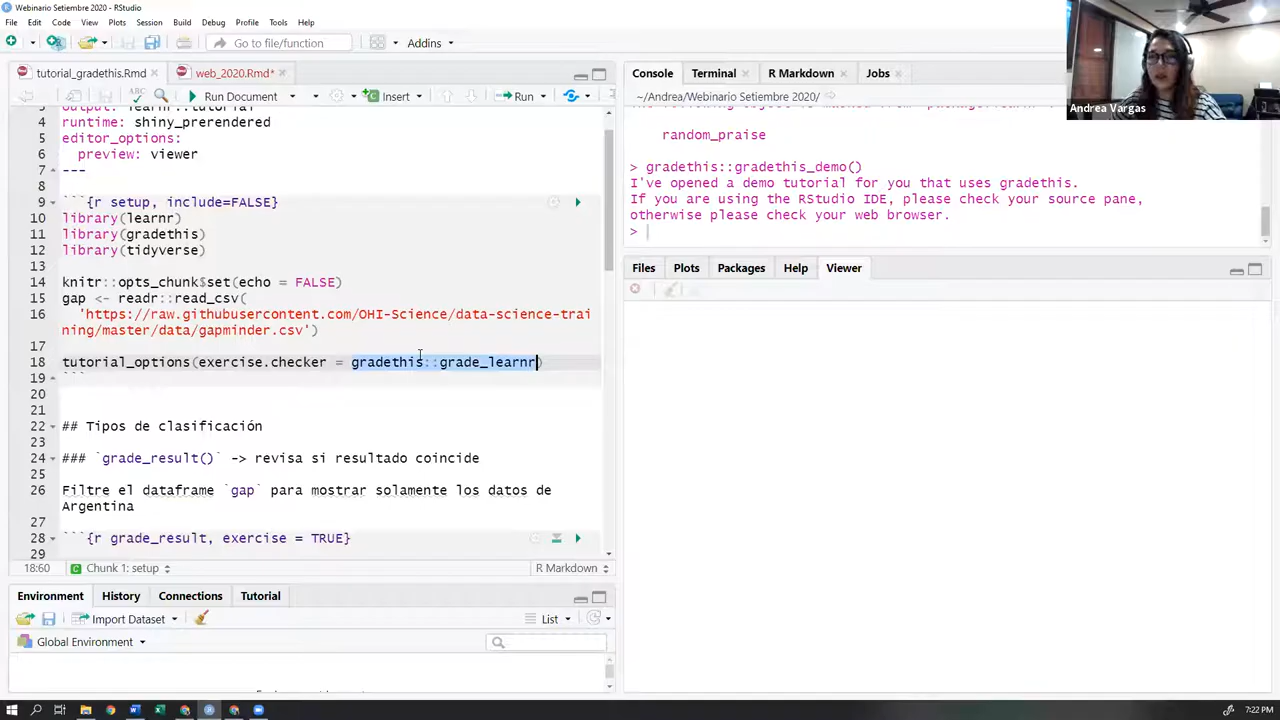 Webinario Setiembre 2020 - RStudio
File Edit Code View Plots Session Build Debug Profile Tools Help
Go to file/function Addins
tutorial_gradethis.Rmd web_2020.Rmd*
Run Document Insert Run
output: learnr::tutorial
4 runtime: shiny_prerendered
5 editor_options:
6 preview: viewer
7 ---
8
9 ```{r setup, include=FALSE}
10 library(learnr)
11 library(gradethis)
12 library(tidyverse)
13
14 knitr::opts_chunk$set(echo = FALSE)
15 gap <- readr::read_csv(
16 'https://raw.githubusercontent.com/OHI-Science/data-science-trai
ning/master/data/gapminder.csv')
17
18 tutorial_options(exercise.checker = gradethis::grade_learnr)
19 ```
20
21
22 ## Tipos de clasificación
23
24 ### `grade_result()` -> revisa si resultado coincide
25
26 Filtre el dataframe `gap` para mostrar solamente los datos de
Argentina
27
28 ```{r grade_result, exercise = TRUE}
29
18:60 Chunk 1: setup R Markdown
Environment History Connections Tutorial
Import Dataset List
Global Environment
Console Terminal R Markdown Jobs
~/Andrea/Webinario Setiembre 2020/
random_praise
> gradethis::gradethis_demo()
I've opened a demo tutorial for you that uses gradethis.
If you are using the RStudio IDE, please check your source pane,
otherwise please check your web browser.
>
Files Plots Packages Help Viewer
Andrea Vargas
7:22 PM